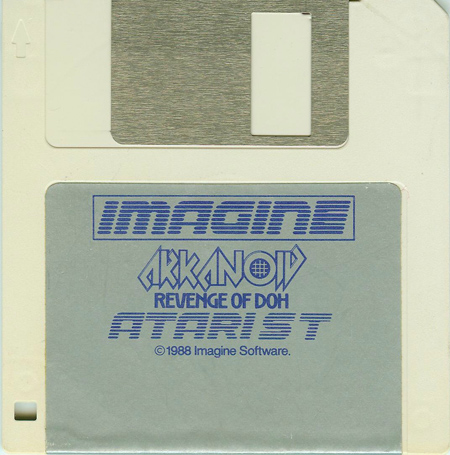 IMAGINE
ARKANOID
REVENGE OF DOH
ATARI ST
©1988 Imagine Software.